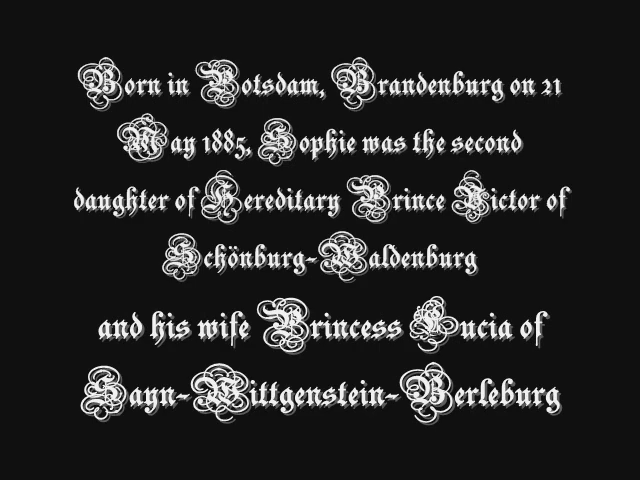 Born in Potsdam, Brandenburg on 21
May 1885, Sophie was the second
daughter of Hereditary Prince Victor of
Schönburg-Waldenburg
and his wife Princess Lucia of
Sayn-Wittgenstein-Berleburg